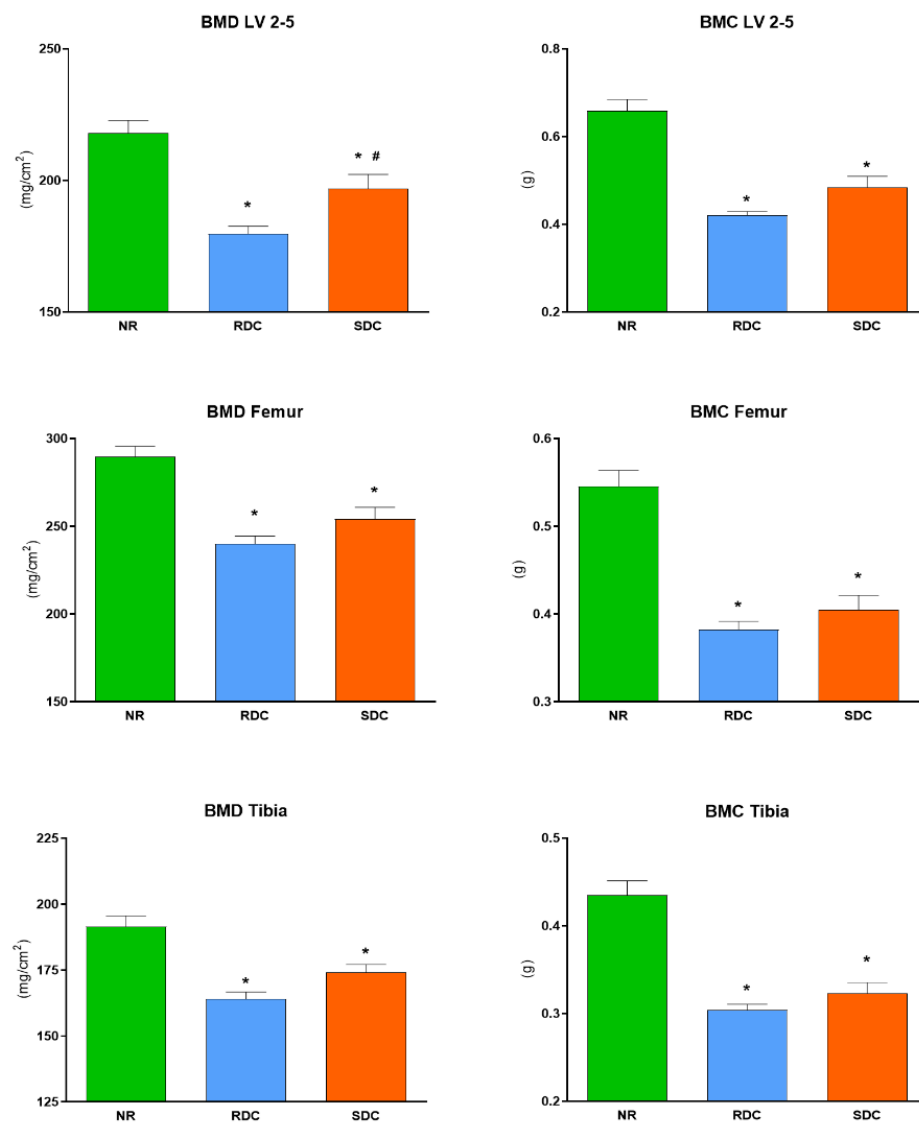 BMD LV 2-5
250
200
150
(mg/cm²)
* 
* #
NR RDC SDC
BMC LV 2-5
0.6
0.4
0.2
(g)
*
*
NR RDC SDC
BMD Femur
300
250
200
150
(mg/cm²)
*
*
NR RDC SDC
BMC Femur
0.6
0.5
0.4
0.3
(g)
*
*
NR RDC SDC
BMD Tibia
225
200
175
150
125
(mg/cm²)
*
*
NR RDC SDC
BMC Tibia
0.5
0.4
0.3
0.2
(g)
*
*
NR RDC SDC